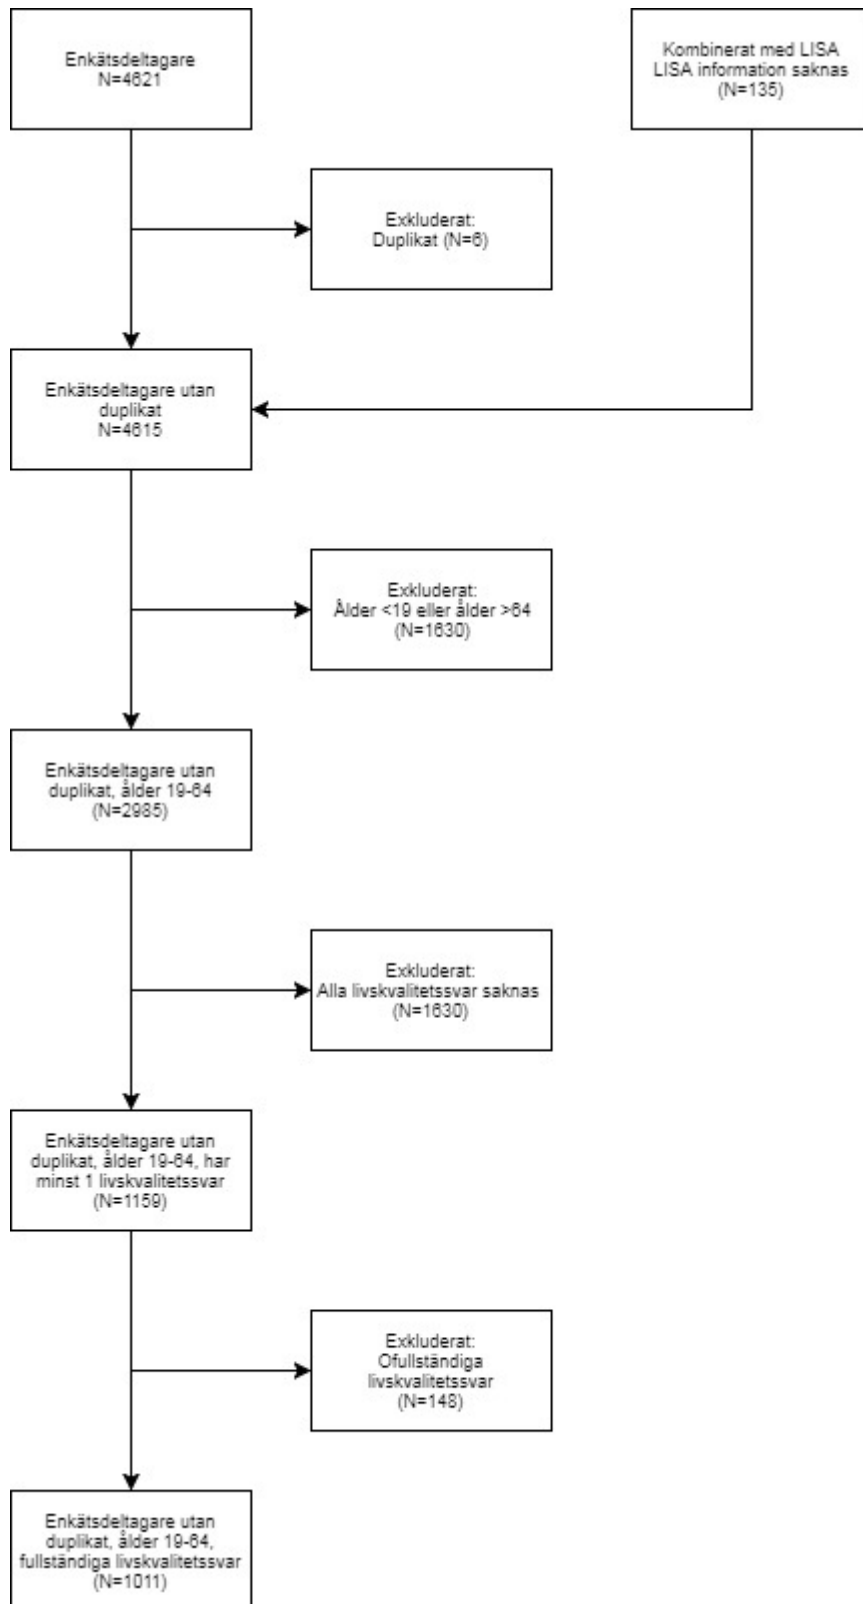 Enkätsdeltagare
N=4621
Kombinerat med LISA
LISA information saknas
(N=135)
Exkluderat:
Duplikat (N=6)
Enkätsdeltagare utan
duplikat
N=4615
Exkluderat:
Ålder <19 eller ålder >64
(N=1630)
Enkätsdeltagare utan
duplikat, ålder 19-64
(N=2985)
Exkluderat:
Alla livskvalitetssvar saknas
(N=1630)
Enkätsdeltagare utan
duplikat, ålder 19-64, har
minst 1 livskvalitetssvar
(N=1159)
Exkluderat:
Ofullständiga
livskvalitetssvar
(N=148)
Enkätsdeltagare utan
duplikat, ålder 19-64,
fullständiga livskvalitetssvar
(N=1011)